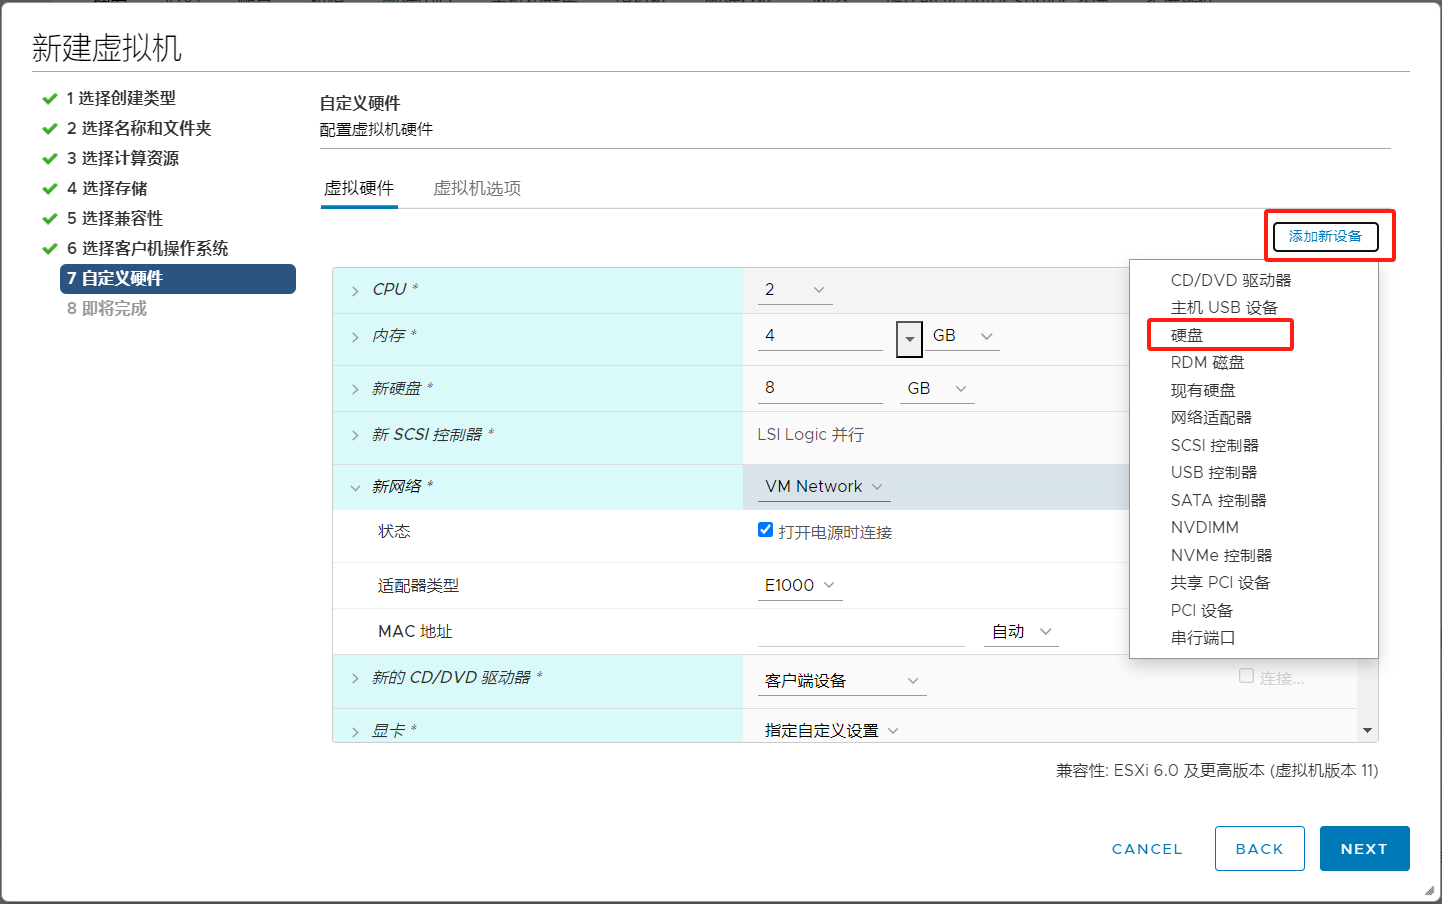 新建虚拟机
1 选择创建类型
2 选择名称和文件夹
3 选择计算资源
4 选择存储
5 选择兼容性
6 选择客户机操作系统
7 自定义硬件
8 即将完成
自定义硬件
配置虚拟机硬件
虚拟硬件 虚拟机选项
添加新设备
CPU * 2
内存 * 4 GB
新硬盘 * 8 GB
新 SCSI 控制器 * LSI Logic 并行
新网络 * VM Network
状态 打开电源时连接
适配器类型 E1000
MAC 地址 自动
新的 CD/DVD 驱动器 * 客户端设备 连接...
显卡 * 指定自定义设置
CD/DVD 驱动器
主机 USB 设备
硬盘
RDM 磁盘
现有硬盘
网络适配器
SCSI 控制器
USB 控制器
SATA 控制器
NVDIMM
NVMe 控制器
共享 PCI 设备
PCI 设备
串行端口
兼容性: ESXi 6.0 及更高版本 (虚拟机版本 11)
CANCEL BACK NEXT